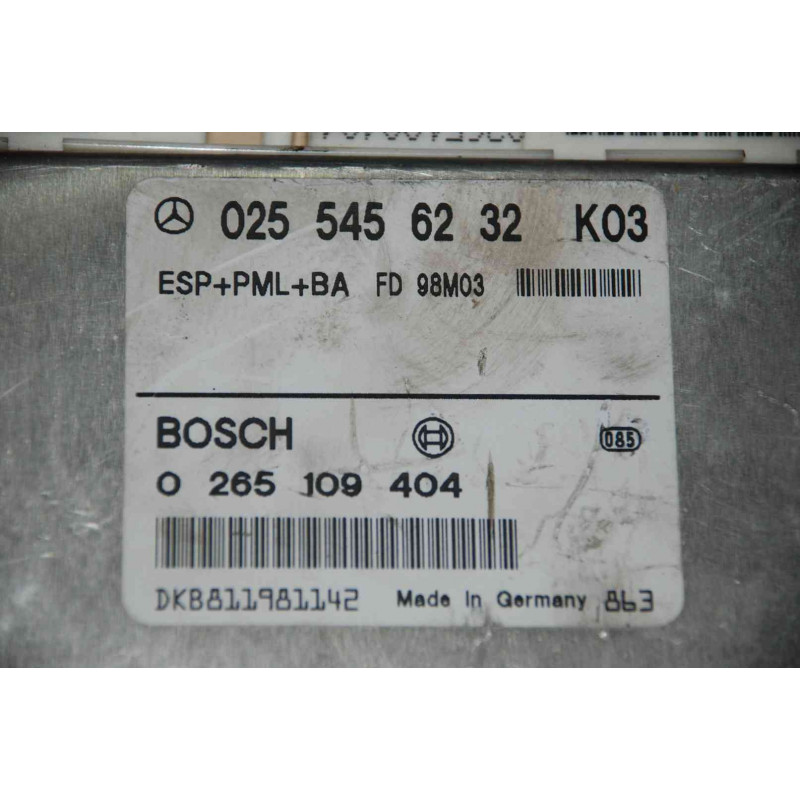 025 545 62 32 K03
ESP+PML+BA FD 98M03
BOSCH
085
0 265 109 404
DKB811981142 Made In Germany 863